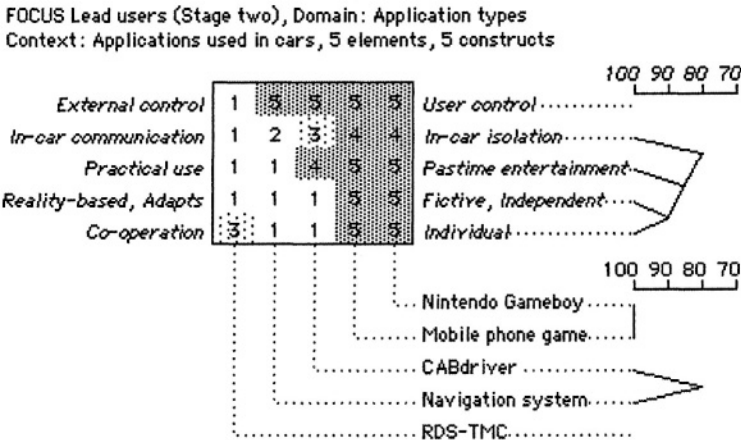 FOCUS Lead users (Stage two), Domain: Application types
Context: Applications used in cars, 5 elements, 5 constructs
100 90 80 70
External control 1 5 5 5 5 User control
In-car communication 1 2 3 4 4 In-car isolation
Practical use 1 1 4 5 5 Pastime entertainment
Reality-based, Adapts 1 1 1 5 5 Fictive, Independent
Co-operation 3 1 1 5 5 Individual
100 90 80 70
Nintendo Gameboy
Mobile phone game
CABdriver
Navigation system
RDS-TMC